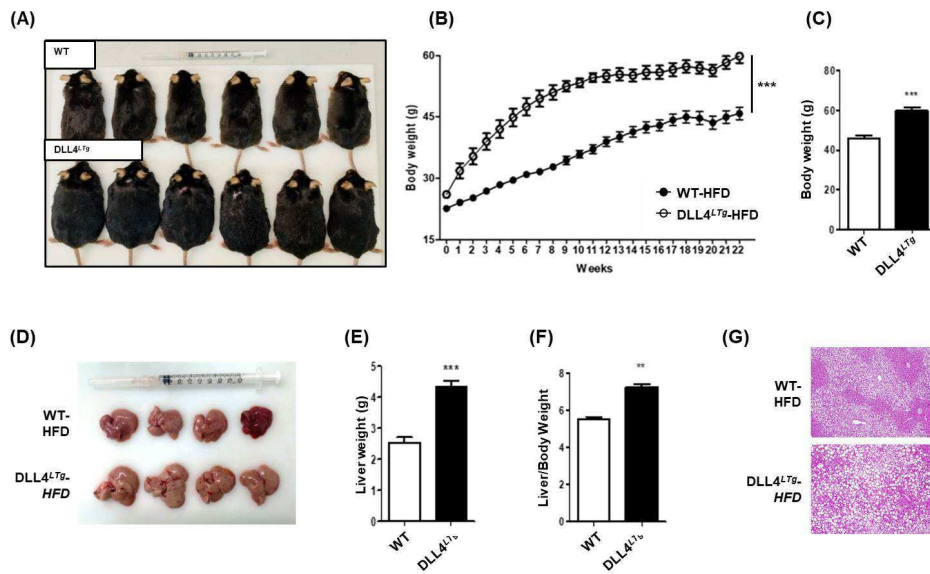 (A)
WT
DLL4LTg
(B)
Body weight (g)
60
45
30
15
0 1 2 3 4 5 6 7 8 9 10 11 12 13 14 15 16 17 18 19 20 21 22
Weeks
***
WT-HFD
DLL4LTg-HFD
(C)
Body weight (g)
80
60
40
20
0
***
WT
DLL4LTg
(D)
WT-
HFD
DLL4LTg-
HFD
(E)
Liver weight (g)
5
4
3
2
1
0
***
WT
DLL4LTg
(F)
Liver/Body Weight
8
6
4
2
0
**
WT
DLL4LTg
(G)
WT-
HFD
DLL4LTg-
HFD